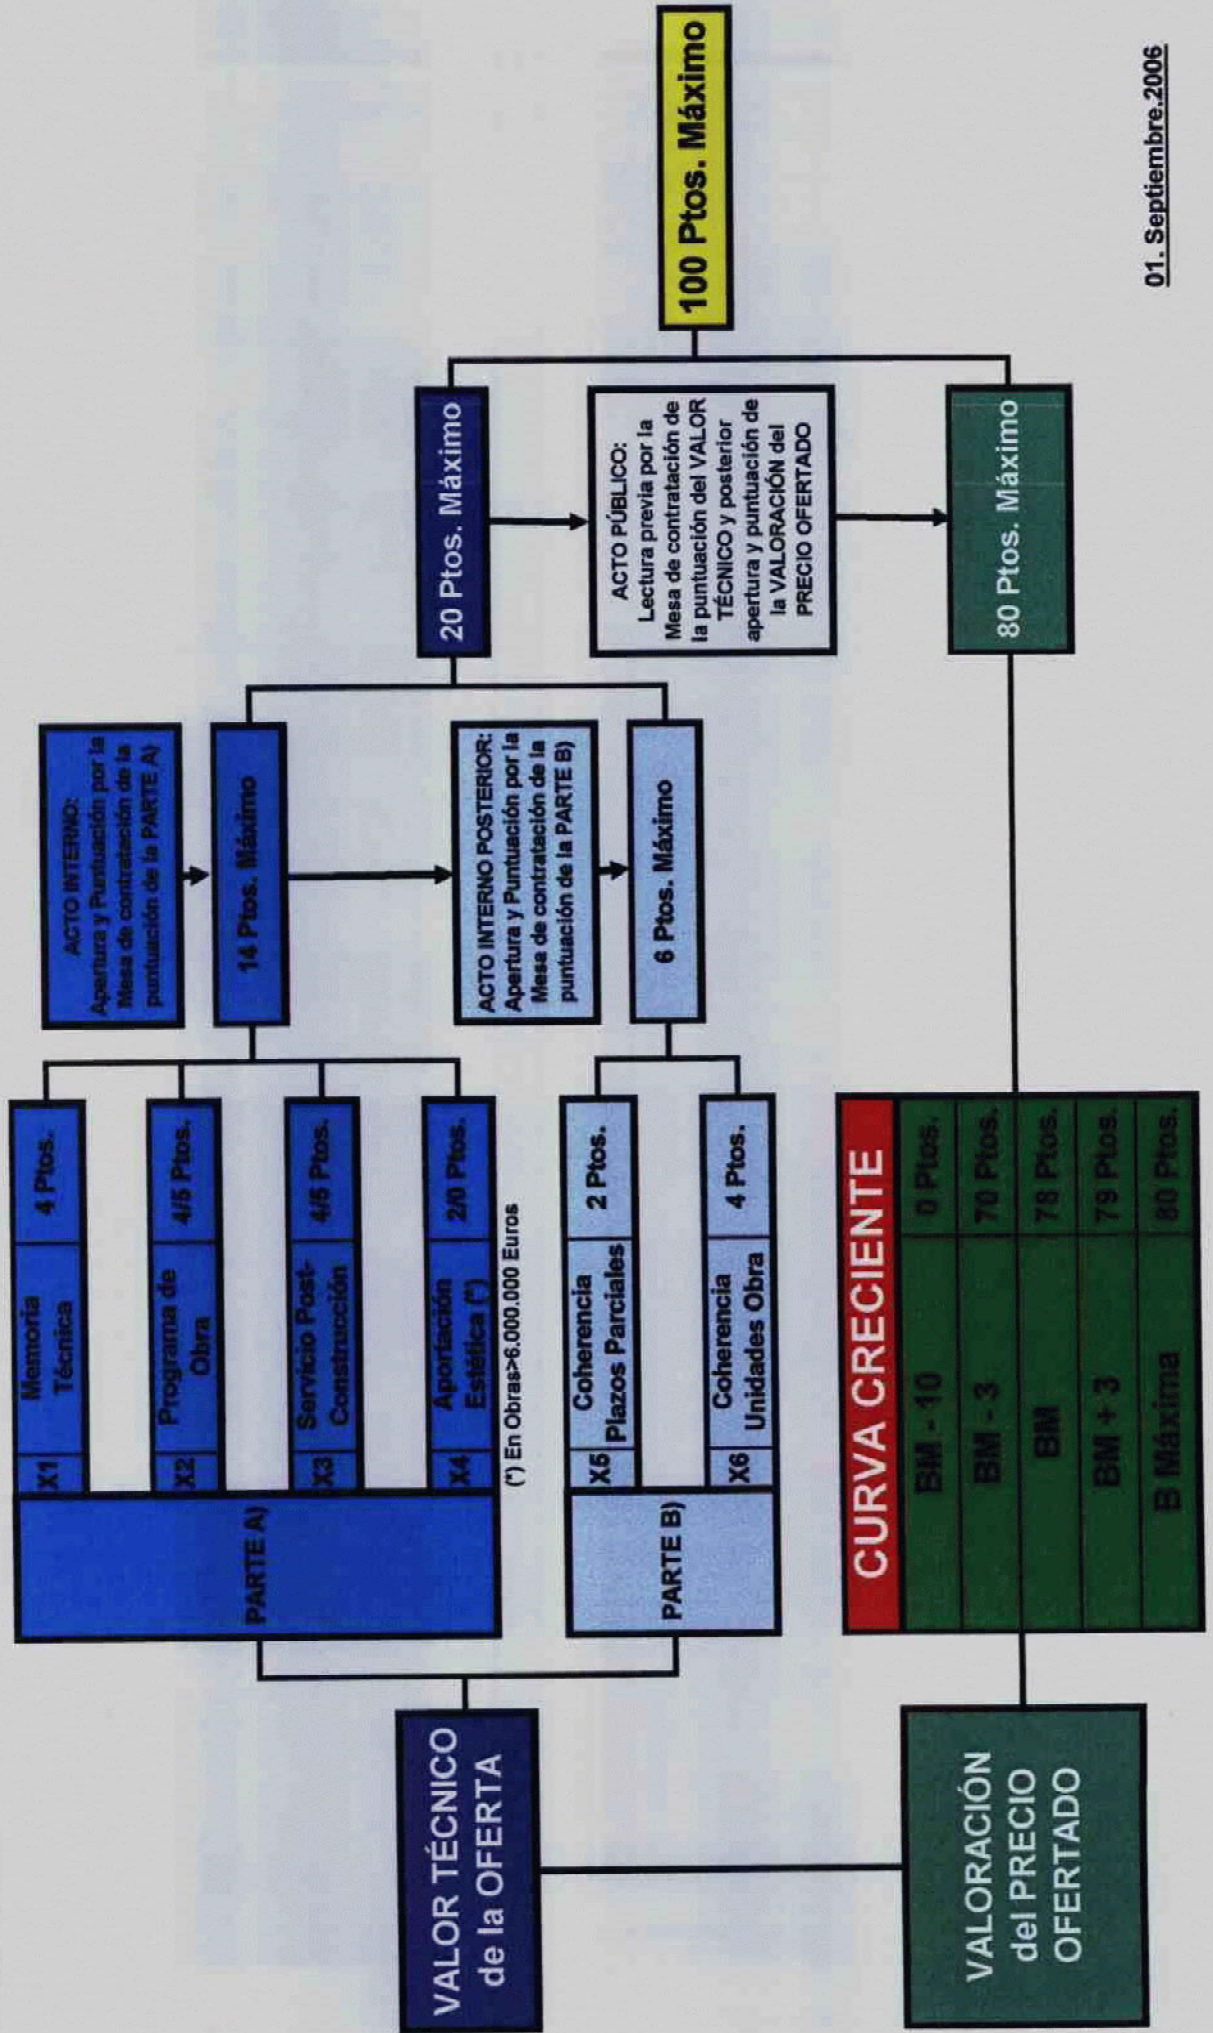 VALOR TÉCNICO
de la OFERTA
PARTE A)
X1
Memoria
Técnica
4 Ptos.
X2
Programa de
Obra
4/5 Ptos.
X3
Servicio Post-
Construcción
4/5 Ptos.
X4
Aportación
Estética (*)
2/0 Ptos.
(*) En Obras>6.000.000 Euros
PARTE B)
X5
Coherencia
Plazos Parciales
2 Ptos.
X6
Coherencia
Unidades Obra
4 Ptos.
ACTO INTERNO:
Apertura y Puntuación por la
Mesa de contratación de la
puntuación de la PARTE A)
14 Ptos. Máximo
ACTO INTERNO POSTERIOR:
Apertura y Puntuación por la
Mesa de contratación de la
puntuación de la PARTE B)
6 Ptos. Máximo
20 Ptos. Máximo
ACTO PÚBLICO:
Lectura previa por la
Mesa de contratación de
la puntuación del VALOR
TÉCNICO y posterior
apertura y puntuación de
la VALORACIÓN del
PRECIO OFERTADO
100 Ptos. Máximo
VALORACIÓN
del PRECIO
OFERTADO
CURVA CRECIENTE
BM - 10 0 Ptos.
BM - 3 70 Ptos.
BM 78 Ptos.
BM + 3 79 Ptos.
B Máxima 80 Ptos.
80 Ptos. Máximo
01. Septiembre.2006